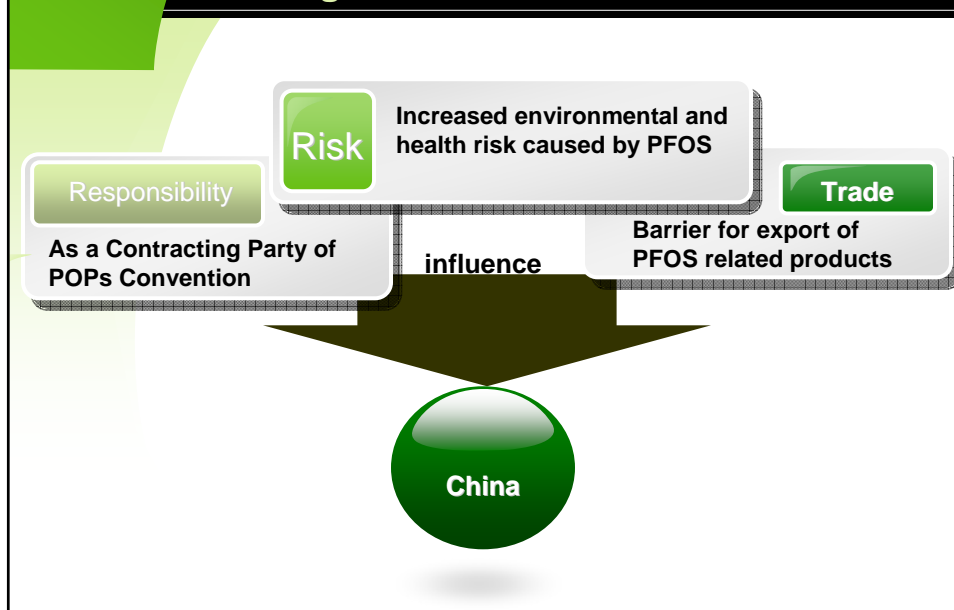 Risk
Increased environmental and
health risk caused by PFOS
Responsibility
As a Contracting Party of
POPs Convention
Trade
Barrier for export of
PFOS related products
influence
China